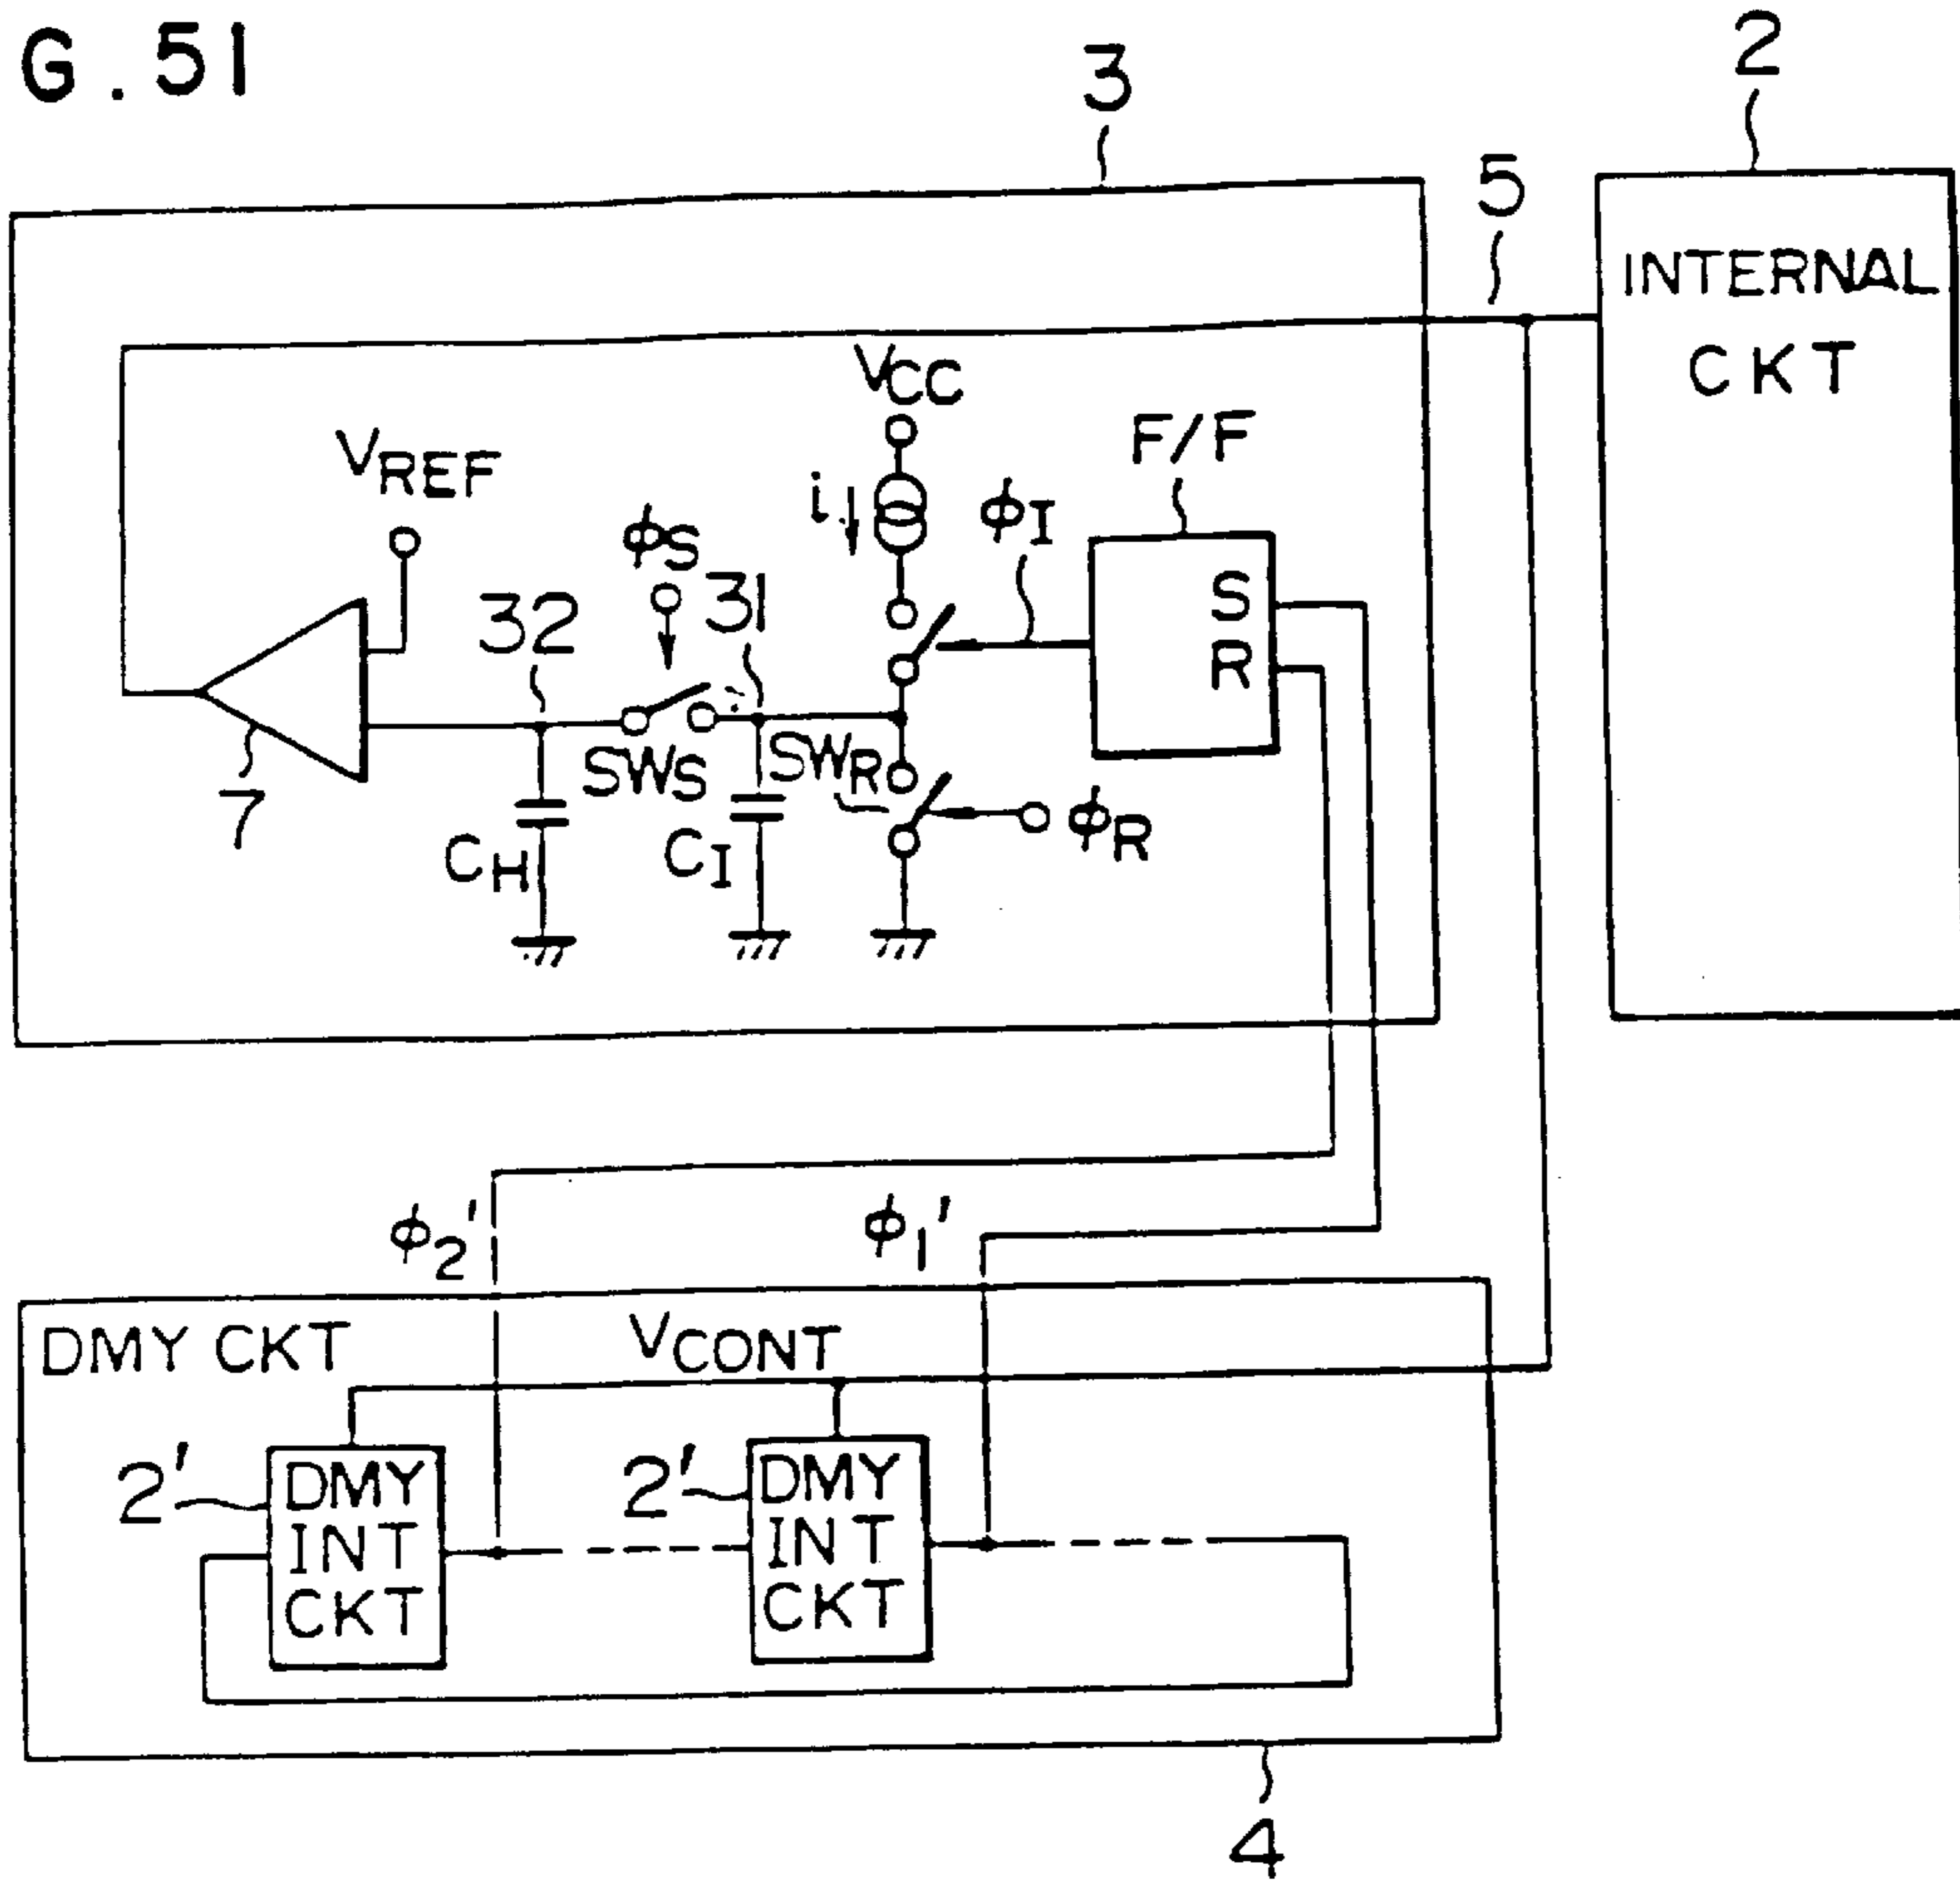 G.51
3
2
5
INTERNAL
CKT
VCC
VREF
i
F/F
ϕI
ϕS
31
32
S
R
SWS
SWR
7
CH
CI
ϕR
ϕ2'
ϕ1'
DMY CKT
VCONT
2'
DMY
INT
CKT
2'
DMY
INT
CKT
4